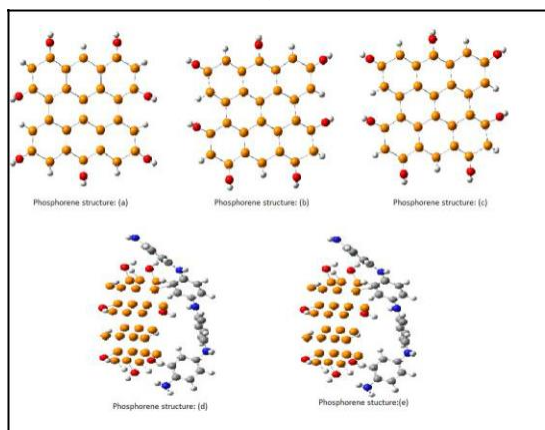 Phosphorene structure: (a)
Phosphorene structure: (b)
Phosphorene structure: (c)
Phosphorene structure: (d)
Phosphorene stucture:(e)